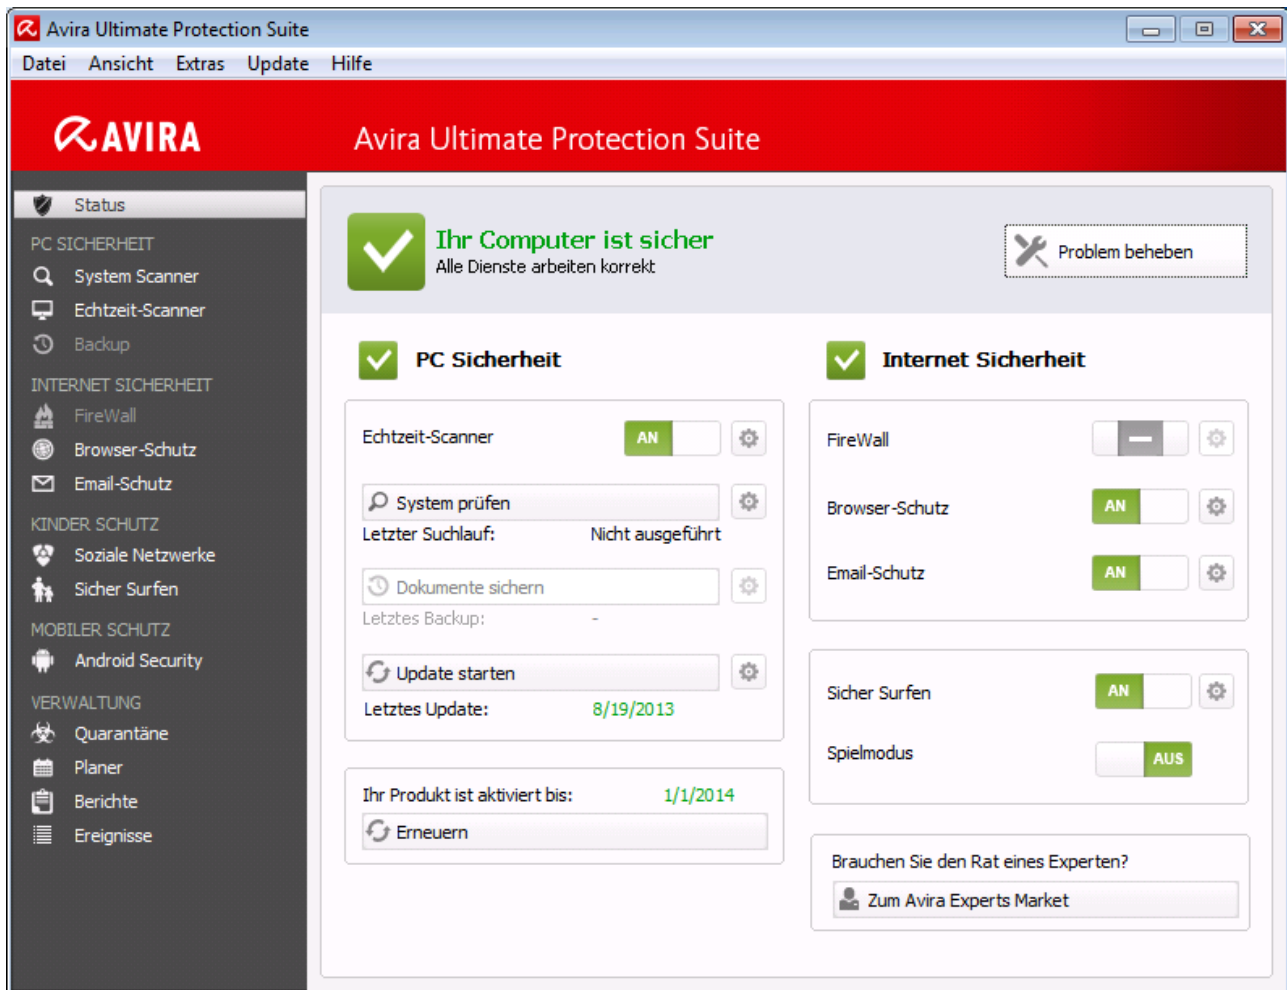 Avira Ultimate Protection Suite
Datei Ansicht Extras Update Hilfe
AVIRA
Avira Ultimate Protection Suite
Status
PC SICHERHEIT
System Scanner
Echtzeit-Scanner
Backup
INTERNET SICHERHEIT
FireWall
Browser-Schutz
Email-Schutz
KINDER SCHUTZ
Soziale Netzwerke
Sicher Surfen
MOBILER SCHUTZ
Android Security
VERWALTUNG
Quarantäne
Planer
Berichte
Ereignisse
Ihr Computer ist sicher
Alle Dienste arbeiten korrekt
Problem beheben
PC Sicherheit
Echtzeit-Scanner AN
System prüfen
Letzter Suchlauf: Nicht ausgeführt
Dokumente sichern
Letztes Backup: -
Update starten
Letztes Update: 8/19/2013
Ihr Produkt ist aktiviert bis: 1/1/2014
Erneuern
Internet Sicherheit
FireWall
Browser-Schutz AN
Email-Schutz AN
Sicher Surfen AN
Spielmodus AUS
Brauchen Sie den Rat eines Experten?
Zum Avira Experts Market